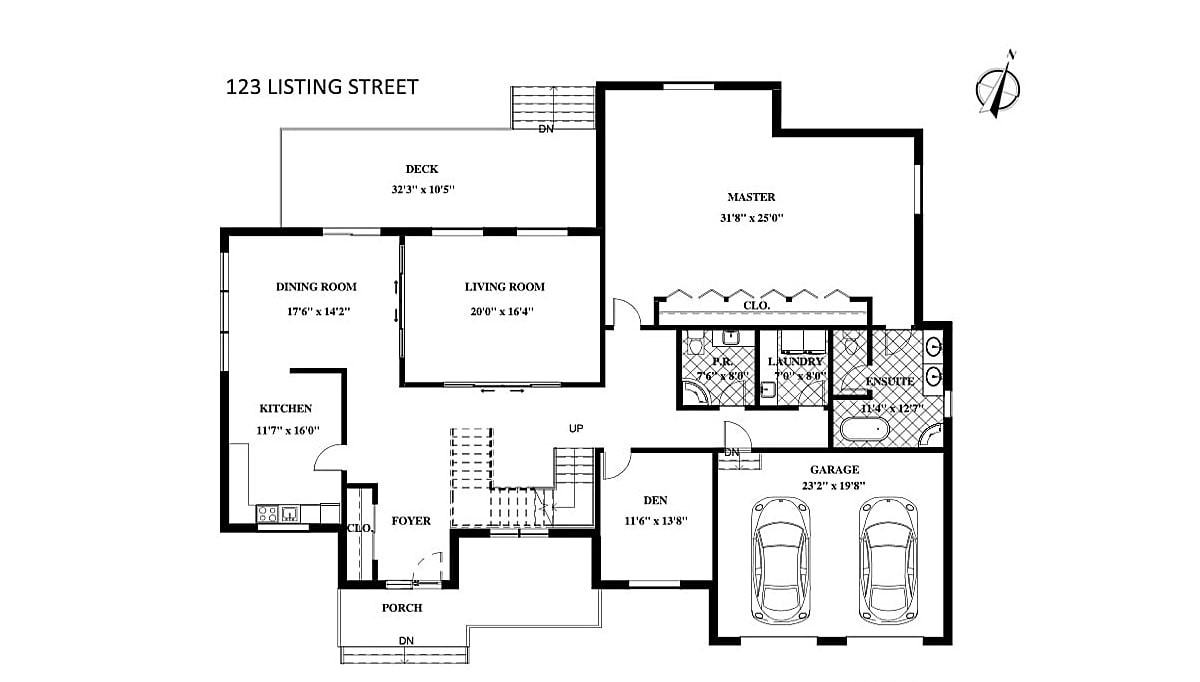 N
123 LISTING STREET
DN
DECK
32'3" x 10'5"
MASTER
31'8" x 25'0"
DINING ROOM
17'6" x 14'2"
LIVING ROOM
20'0" x 16'4"
CLO.
P.R.
7'6" x 8'0"
LAUNDRY
7'0" x 8'0"
ENSUITE
11'4" x 12'7"
KITCHEN
11'7" x 16'0"
UP
DN
GARAGE
23'2" x 19'8"
DEN
11'6" x 13'8"
CLO.
FOYER
PORCH
DN